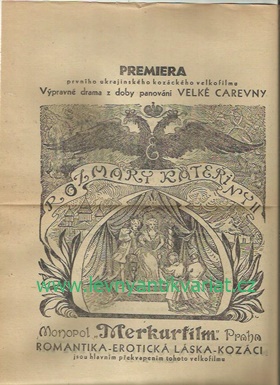 PREMIERA
prvního ukrajinského kozáckého velkofilmu
Výpravné drama z doby panování VELKÉ CAREVNY
ROZMARY KATEŘINY II
www.levnyantikvariat.cz
Monopol „Merkurfilm" Praha
ROMANTIKA-EROTICKÁ LÁSKA-KOZÁCI
jsou hlavním překvapením tohoto velkofilmu